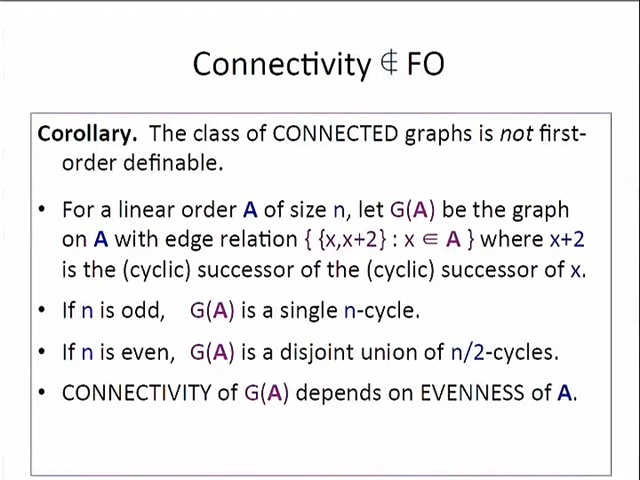 Connectivity ∉ FO
Corollary. The class of CONNECTED graphs is not first-
order definable.
• For a linear order A of size n, let G(A) be the graph
on A with edge relation { {x,x+2} : x ∈ A } where x+2
is the (cyclic) successor of the (cyclic) successor of x.
• If n is odd, G(A) is a single n-cycle.
• If n is even, G(A) is a disjoint union of n/2-cycles.
• CONNECTIVITY of G(A) depends on EVENNESS of A.